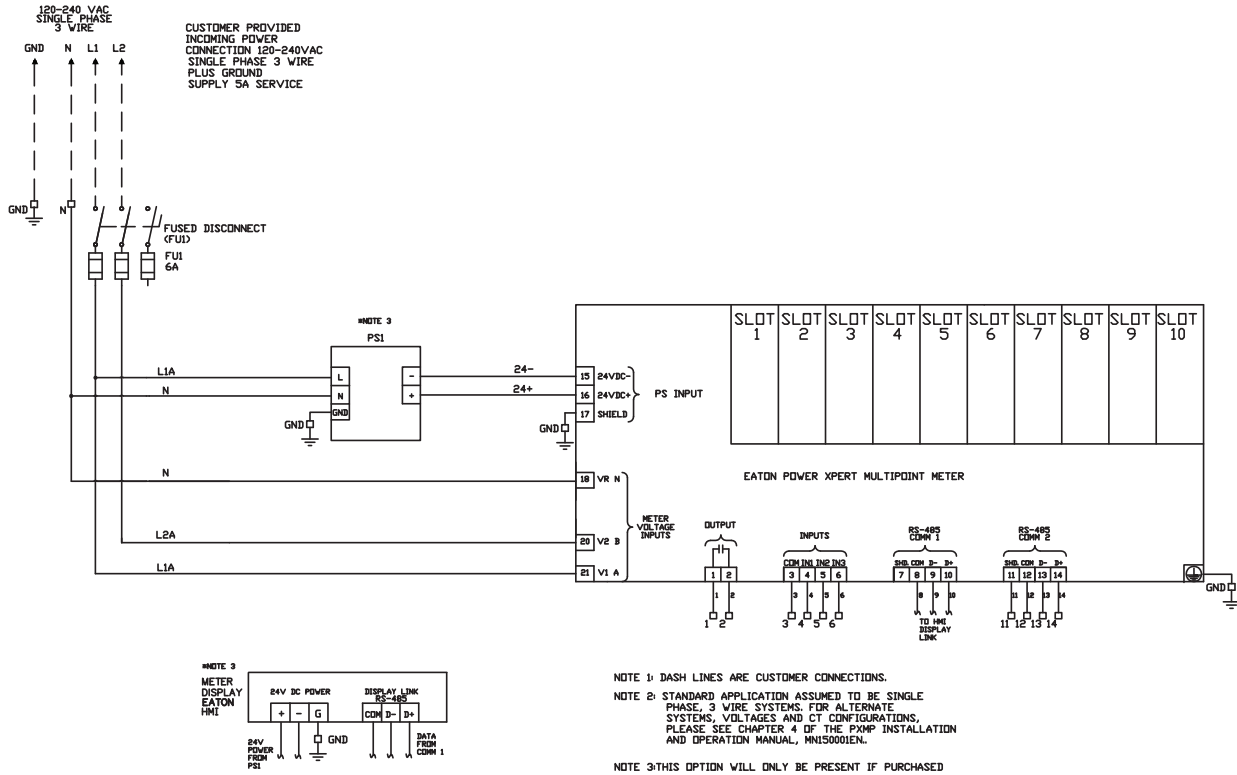 120-240 VAC
SINGLE PHASE
3 WIRE
GND N L1 L2
CUSTOMER PROVIDED
INCOMING POWER
CONNECTION 120-240VAC
SINGLE PHASE 3 WIRE
PLUS GROUND
SUPPLY 5A SERVICE
GND N
FUSED DISCONNECT
(FU1)
FU1
6A
*NOTE 3
PS1
L1A
N
L
N
GND
GND
-
+
24-
24+
15 24VDC-
16 24VDC+
17 SHIELD
PS INPUT
GND
SLOT 1
SLOT 2
SLOT 3
SLOT 4
SLOT 5
SLOT 6
SLOT 7
SLOT 8
SLOT 9
SLOT 10
EATON POWER XPERT MULTIPOINT METER
N
18 VR N
L2A
20 V2 B
L1A
21 V1 A
METER
VOLTAGE
INPUTS
OUTPUT
1 2
1 2
1 2
INPUTS
COM IN1 IN2 IN3
3 4 5 6
3 4 5 6
3 4 5 6
RS-485
COMM 1
SHD. COM D- D+
7 8 9 10
8 9 10
TO HMI
DISPLAY
LINK
RS-485
COMM 2
SHD. COM D- D+
11 12 13 14
11 12 13 14
11 12 13 14
GND
*NOTE 3
METER
DISPLAY
EATON
HMI
24V DC POWER
+ - G
GND
24V
POWER
FROM
PS1
DISPLAY LINK
RS-485
COM D- D+
DATA
FROM
COMM 1
NOTE 1: DASH LINES ARE CUSTOMER CONNECTIONS.
NOTE 2: STANDARD APPLICATION ASSUMED TO BE SINGLE
PHASE, 3 WIRE SYSTEMS. FOR ALTERNATE
SYSTEMS, VOLTAGES AND CT CONFIGURATIONS,
PLEASE SEE CHAPTER 4 OF THE PXMP INSTALLATION
AND OPERATION MANUAL, MN150001EN..
NOTE 3:THIS OPTION WILL ONLY BE PRESENT IF PURCHASED